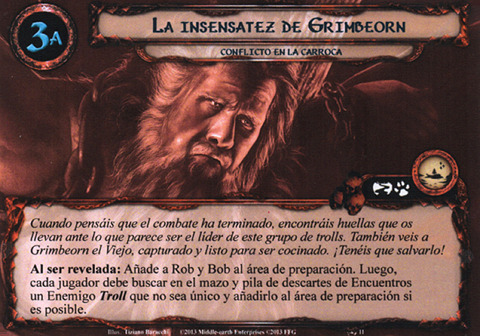 3A
La insensatez de Grimbeorn
Conflicto en la Carroca
Cuando pensáis que el combate ha terminado, encontráis huellas que os
llevan ante lo que parece ser el líder de este grupo de trolls. También veis a
Grimbeorn el Viejo, capturado y listo para ser cocinado. ¡Tenéis que salvarlo!
Al ser revelada: Añade a Rob y Bob al área de preparación. Luego,
cada jugador debe buscar en el mazo y pila de descartes de Encuentros
un Enemigo Troll que no sea único y añadirlo al área de preparación si
es posible.
Illus. Tiziano Baracchi ©2013 Middle-earth Enterprises ©2013 FFG 11